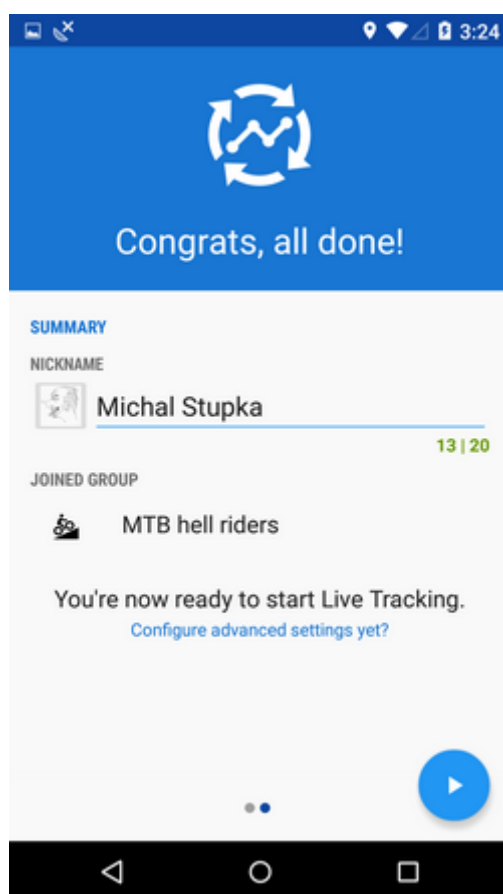 3:24
Congrats, all done!
SUMMARY
NICKNAME
Michal Stupka
13 | 20
JOINED GROUP
MTB hell riders
You're now ready to start Live Tracking.
Configure advanced settings yet?